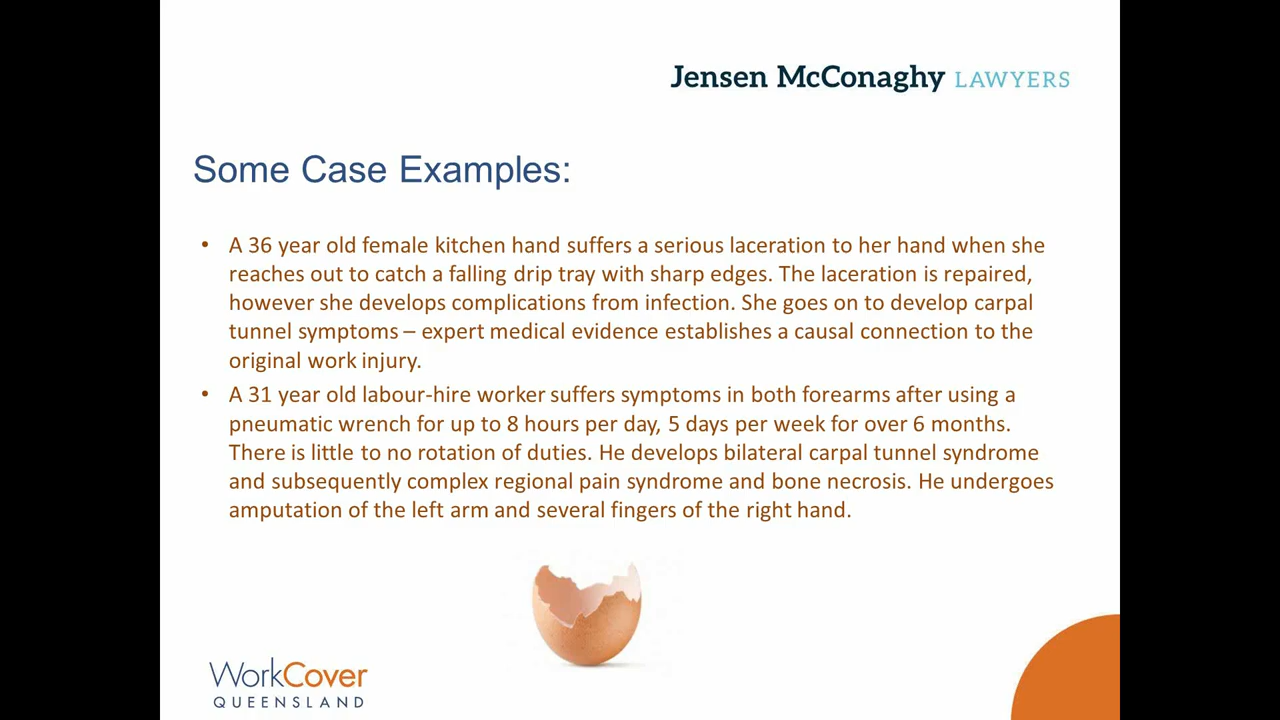 Jensen McConaghy LAWYERS
Some Case Examples:
• A 36 year old female kitchen hand suffers a serious laceration to her hand when she
reaches out to catch a falling drip tray with sharp edges. The laceration is repaired,
however she develops complications from infection. She goes on to develop carpal
tunnel symptoms – expert medical evidence establishes a causal connection to the
original work injury.
• A 31 year old labour-hire worker suffers symptoms in both forearms after using a
pneumatic wrench for up to 8 hours per day, 5 days per week for over 6 months.
There is little to no rotation of duties. He develops bilateral carpal tunnel syndrome
and subsequently complex regional pain syndrome and bone necrosis. He undergoes
amputation of the left arm and several fingers of the right hand.
WorkCover
QUEENSLAND